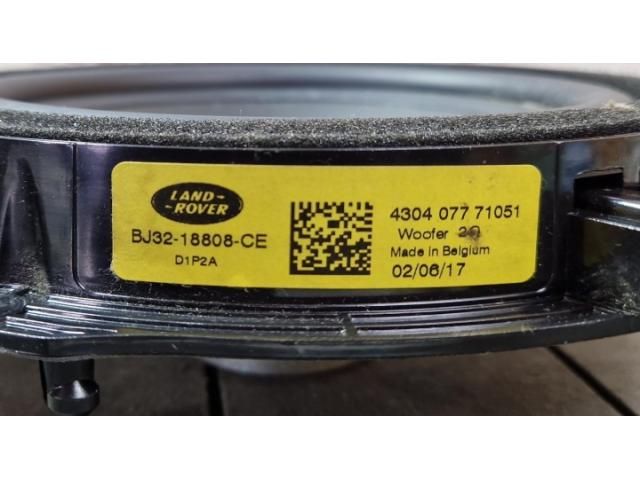 LAND-
-ROVER
BJ32-18808-CE
D1P2A
4304 077 71051
Woofer
Made in Belgium
02/06/17